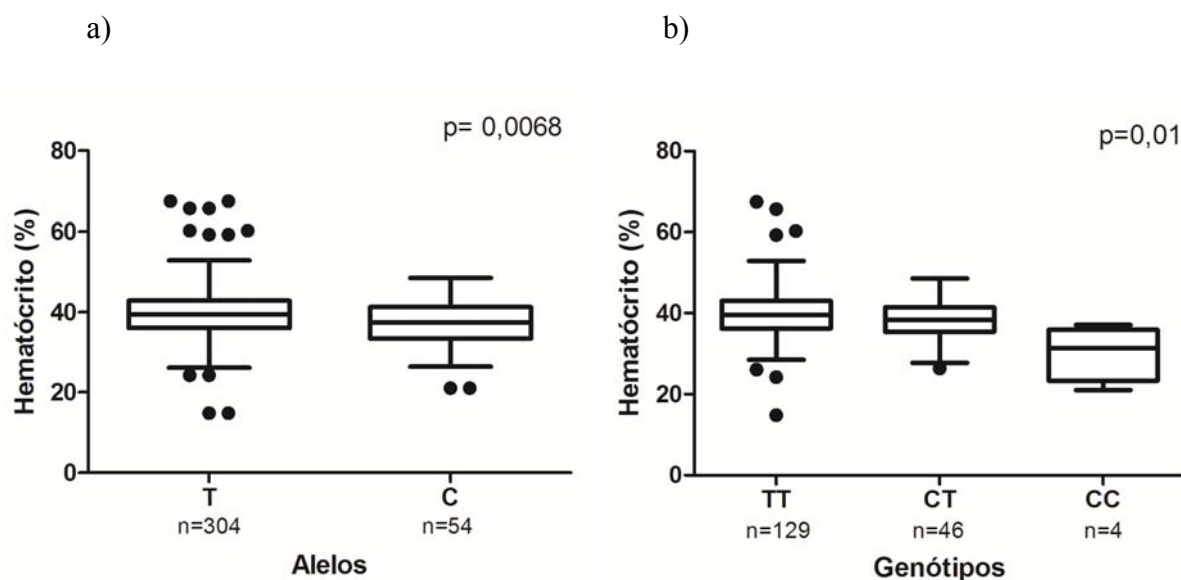 a)
b)
p= 0,0068
Hematócrito (%)
80
60
40
20
0
T
C
n=304
n=54
Alelos
p=0,01
Hematócrito (%)
80
60
40
20
0
TT
CT
CC
n=129
n=46
n=4
Genótipos